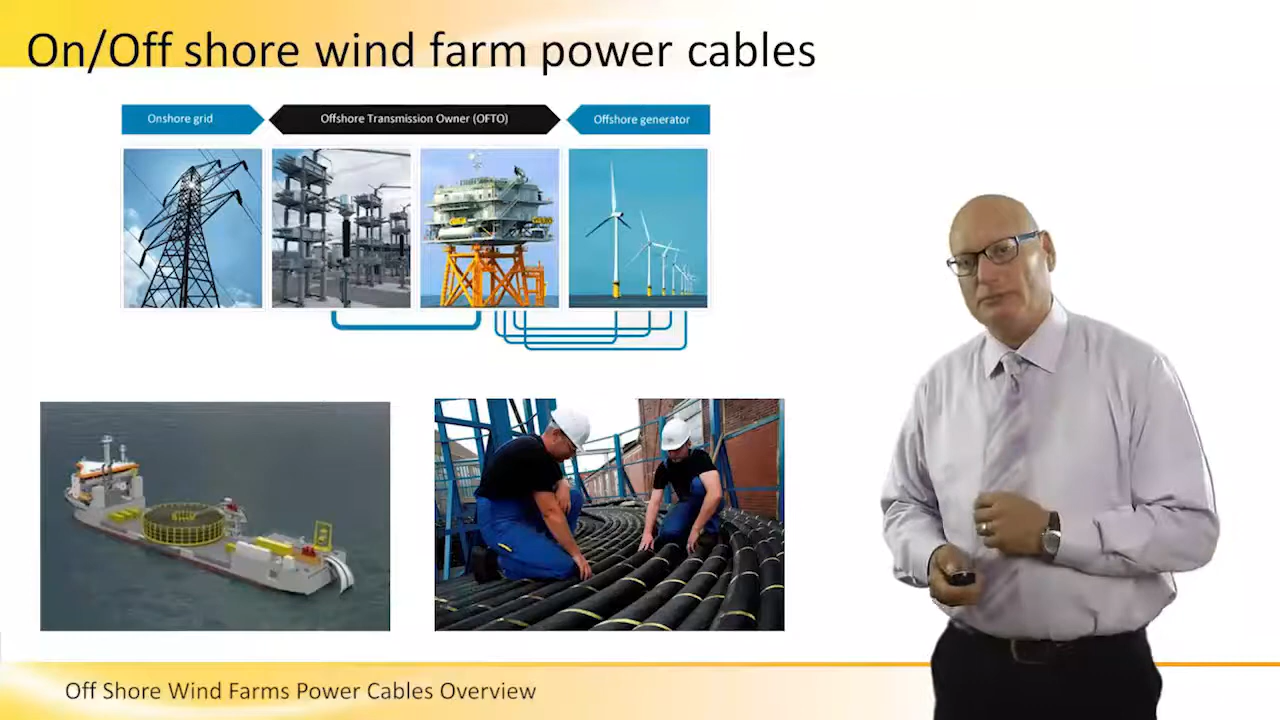 On/Off shore wind farm power cables
Onshore grid
Offshore Transmission Owner (OFTO)
Offshore generator
Off Shore Wind Farms Power Cables Overview